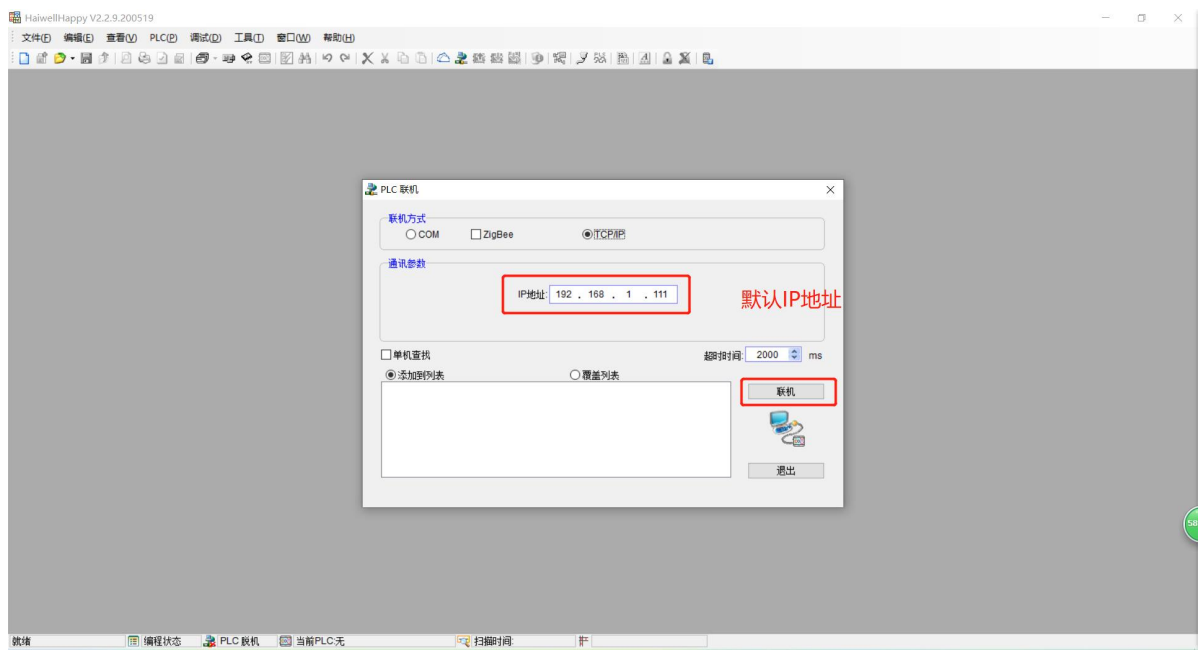 HaiwellHappy V2.2.9.200519
文件(F) 编辑(E) 查看(V) PLC(P) 调试(D) 工具(T) 窗口(W) 帮助(H)
PLC 联机
联机方式
COM ZigBee TCP/IP
通讯参数
IP地址: 192 . 168 . 1 . 111
默认IP地址
单机查找 超时时间: 2000 ms
添加到列表 覆盖列表
联机
退出
58
就绪 编程状态 PLC 脱机 当前PLC:无 扫描时间: